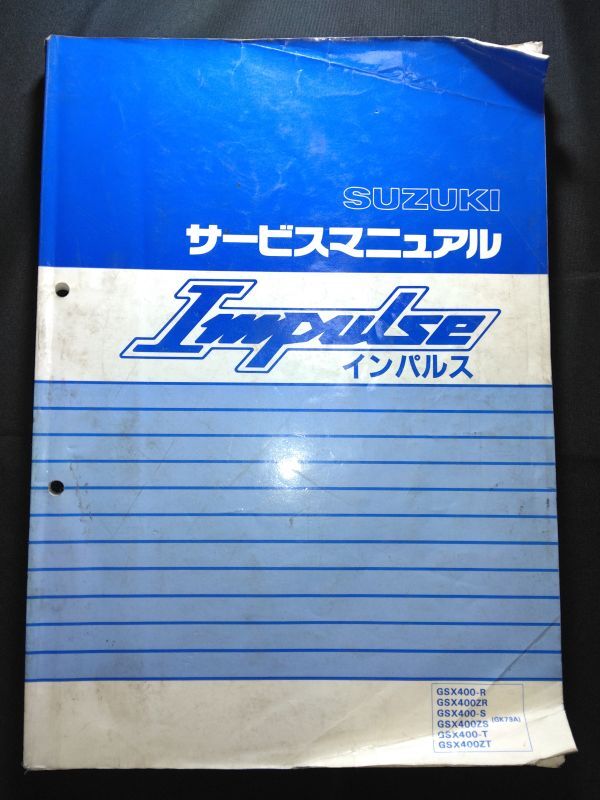 SUZUKI
サービスマニュアル
Impulse
インパルス
GSX400-R
GSX400ZR
GSX400-S
GSX400ZS (GK79A)
GSX400-T
GSX400ZT